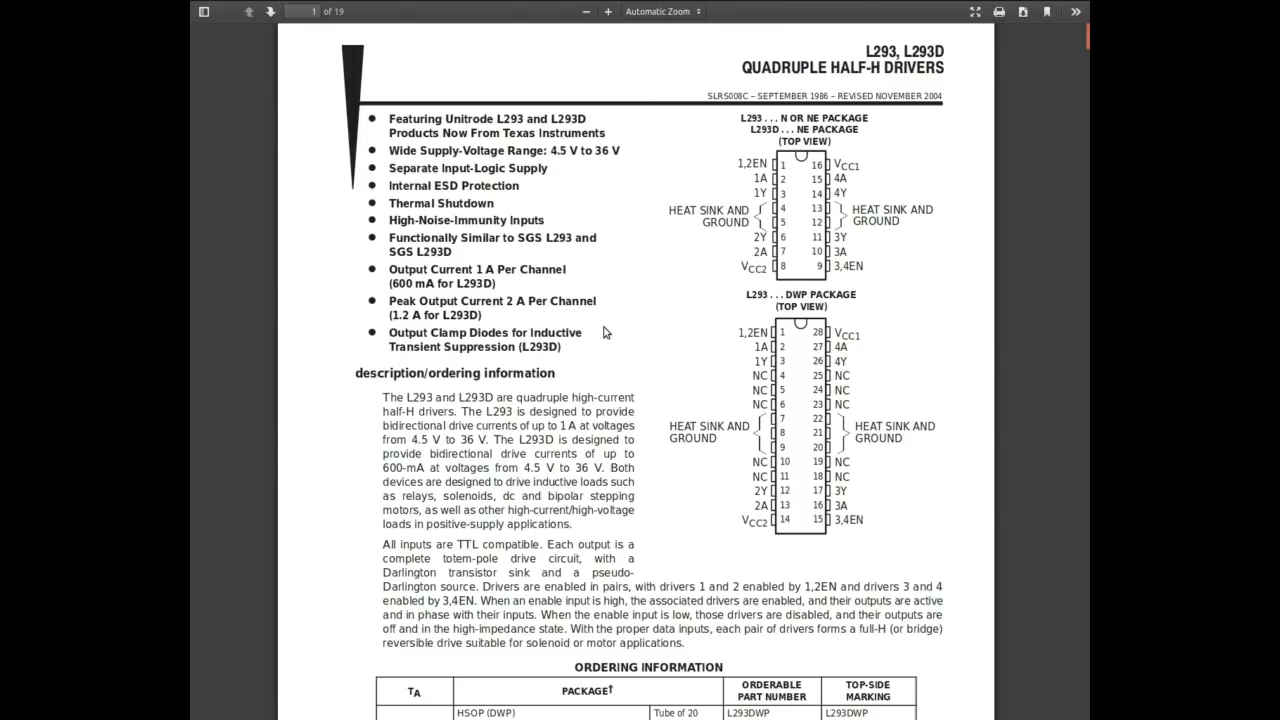 1 of 19
Automatic Zoom
L293, L293D
QUADRUPLE HALF-H DRIVERS
SLRS008C – SEPTEMBER 1986 – REVISED NOVEMBER 2004
Featuring Unitrode L293 and L293D
Products Now From Texas Instruments
Wide Supply-Voltage Range: 4.5 V to 36 V
Separate Input-Logic Supply
Internal ESD Protection
Thermal Shutdown
High-Noise-Immunity Inputs
Functionally Similar to SGS L293 and
SGS L293D
Output Current 1 A Per Channel
(600 mA for L293D)
Peak Output Current 2 A Per Channel
(1.2 A for L293D)
Output Clamp Diodes for Inductive
Transient Suppression (L293D)
description/ordering information
The L293 and L293D are quadruple high-current
half-H drivers. The L293 is designed to provide
bidirectional drive currents of up to 1 A at voltages
from 4.5 V to 36 V. The L293D is designed to
provide bidirectional drive currents of up to
600-mA at voltages from 4.5 V to 36 V. Both
devices are designed to drive inductive loads such
as relays, solenoids, dc and bipolar stepping
motors, as well as other high-current/high-voltage
loads in positive-supply applications.
All inputs are TTL compatible. Each output is a
complete totem-pole drive circuit, with a
Darlington transistor sink and a pseudo-
Darlington source. Drivers are enabled in pairs, with drivers 1 and 2 enabled by 1,2EN and drivers 3 and 4
enabled by 3,4EN. When an enable input is high, the associated drivers are enabled, and their outputs are active
and in phase with their inputs. When the enable input is low, those drivers are disabled, and their outputs are
off and in the high-impedance state. With the proper data inputs, each pair of drivers forms a full-H (or bridge)
reversible drive suitable for solenoid or motor applications.
L293 . . . N OR NE PACKAGE
L293D . . . NE PACKAGE
(TOP VIEW)
1,2EN 1 16 VCC1
1A 2 15 4A
1Y 3 14 4Y
HEAT SINK AND 4 13 HEAT SINK AND
GROUND 5 12 GROUND
2Y 6 11 3Y
2A 7 10 3A
VCC2 8 9 3,4EN
L293 . . . DWP PACKAGE
(TOP VIEW)
1,2EN 1 28 VCC1
1A 2 27 4A
1Y 3 26 4Y
NC 4 25 NC
NC 5 24 NC
NC 6 23 NC
7 22
HEAT SINK AND 8 21 HEAT SINK AND
GROUND 9 20 GROUND
NC 10 19 NC
NC 11 18 NC
2Y 12 17 3Y
2A 13 16 3A
VCC2 14 15 3,4EN
ORDERING INFORMATION
TA PACKAGE† ORDERABLE PART NUMBER TOP-SIDE MARKING
HSOP (DWP) Tube of 20 L293DWP L293DWP